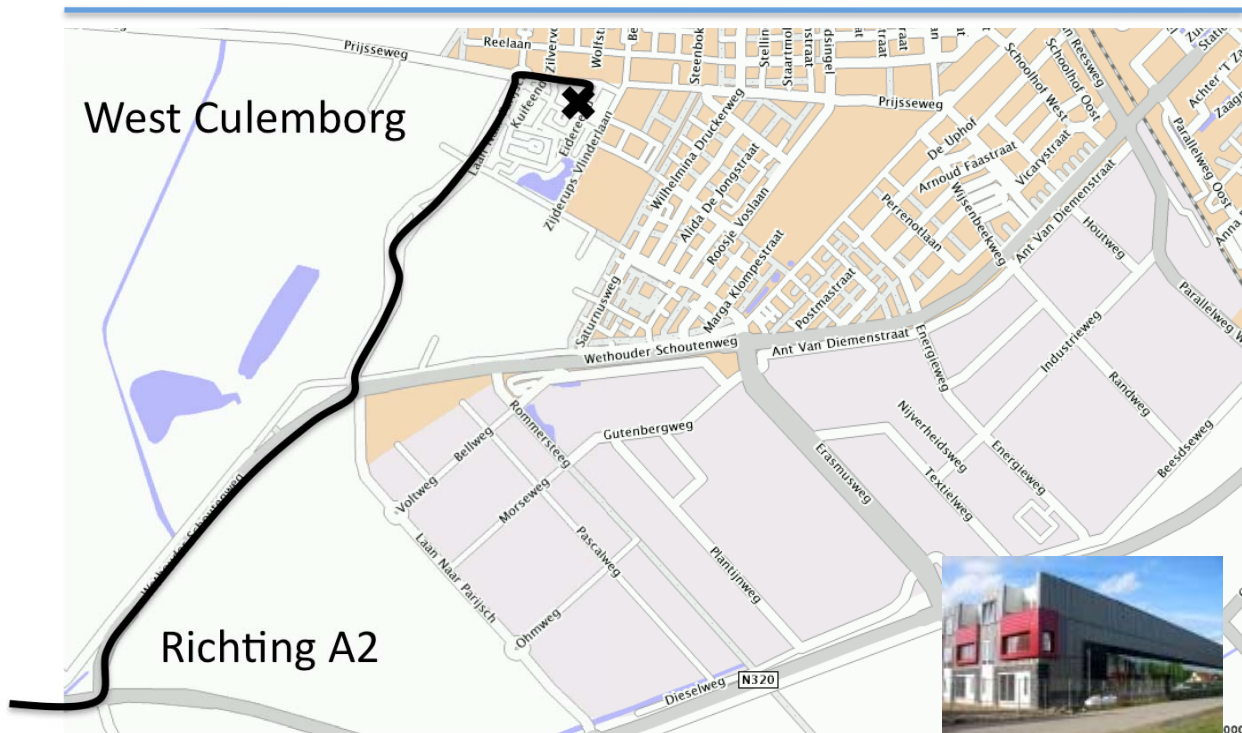 Prijsseweg
Reelaan
West Culemborg
Prijsseweg
De Uphof
Schoolhof West
Schoolhof Oost
Arnoud Faastraat
Vicarystraat
Wijsenbeekweg
Perrenotlaan
Wilhelmina Druckerweg
Alida De Jongstraat
Roosje Voslaan
Marga Klompestraat
Postmastraat
Zijderups Vlinderlaan
Saturnusweg
Wethouder Schoutenweg
Ant Van Diemenstraat
Ant Van Diemenstraat
Houtweg
Parallelweg Oost
Industrieweg
Energieweg
Randweg
Rommersteeg
Gutenbergweg
Bellweg
Voltweg
Morseweg
Erasmusweg
Nijverheidsweg
Textielweg
Energieweg
Beesdseweg
Pascalweg
Plantijnweg
Laan Naar Parijsch
Ohmweg
Richting A2
Dieselweg
N320